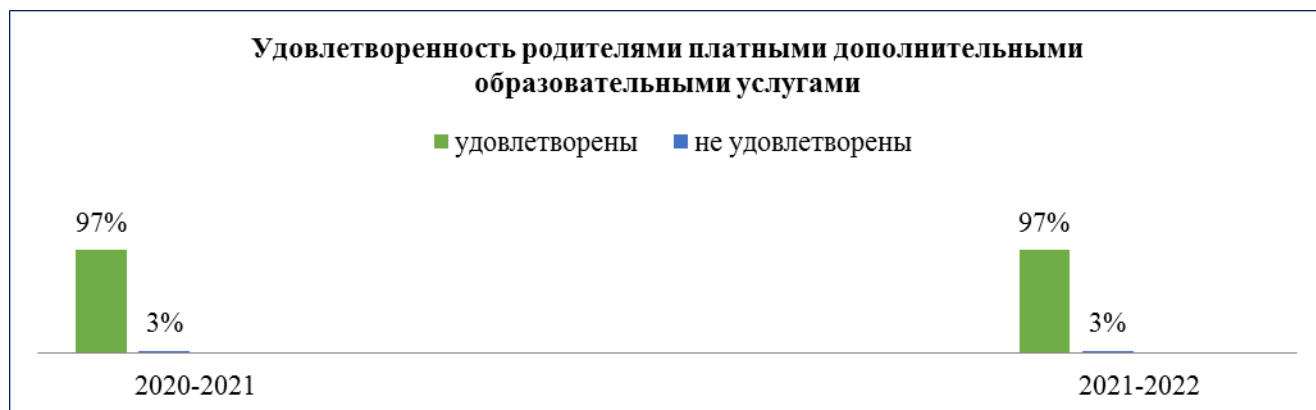 Удовлетворенность родителями платными дополнительными
образовательными услугами
удовлетворены не удовлетворены
97% 97%
3% 3%
2020-2021 2021-2022